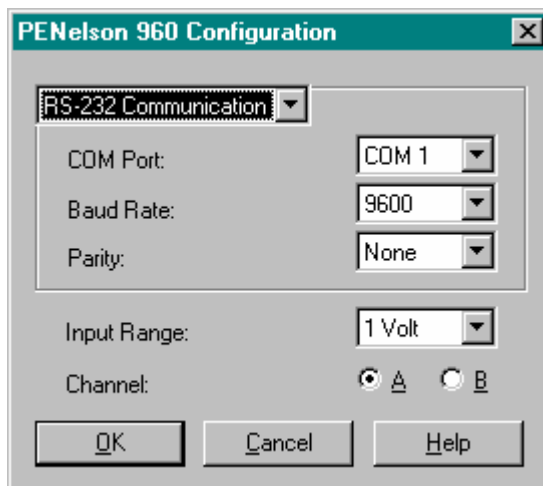 PENelson 960 Configuration
RS-232 Communication
COM Port: COM 1
Baud Rate: 9600
Parity: None
Input Range: 1 Volt
Channel: A B
OK Cancel Help